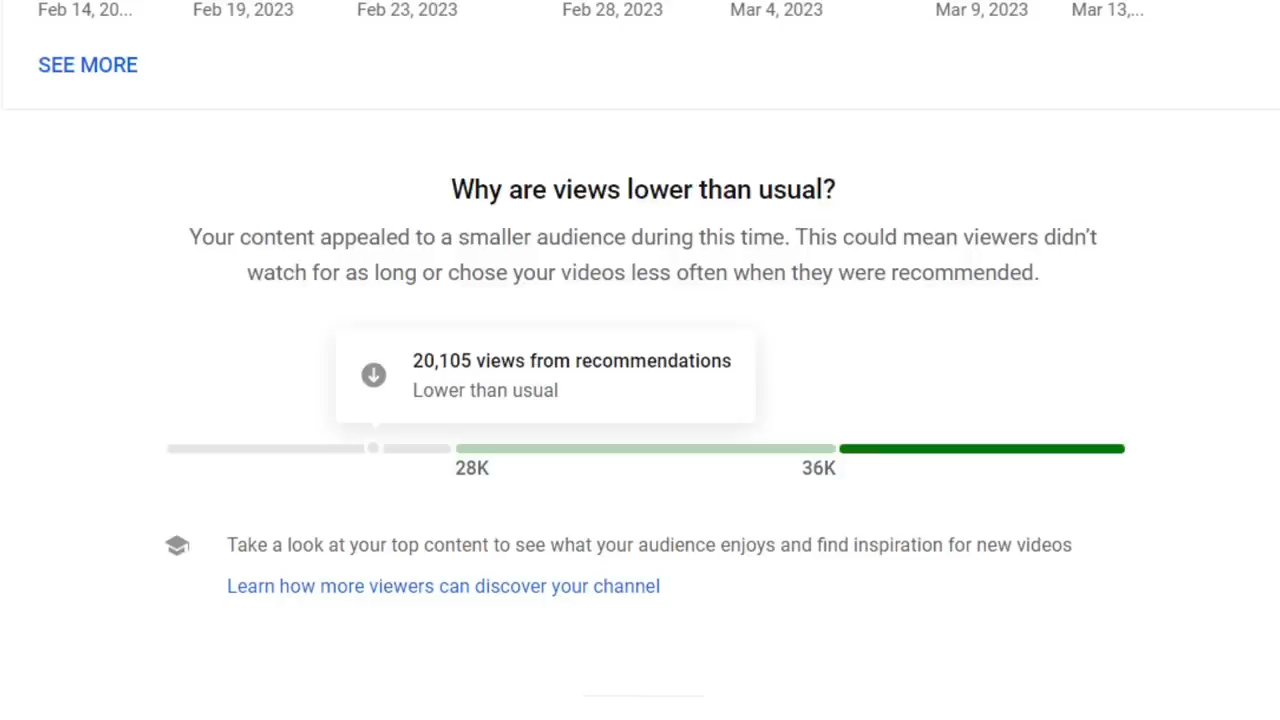 Feb 14, 20... Feb 19, 2023 Feb 23, 2023 Feb 28, 2023 Mar 4, 2023 Mar 9, 2023 Mar 13,...
SEE MORE
Why are views lower than usual?
Your content appealed to a smaller audience during this time. This could mean viewers didn’t
watch for as long or chose your videos less often when they were recommended.
20,105 views from recommendations
Lower than usual
28K 36K
Take a look at your top content to see what your audience enjoys and find inspiration for new videos
Learn how more viewers can discover your channel